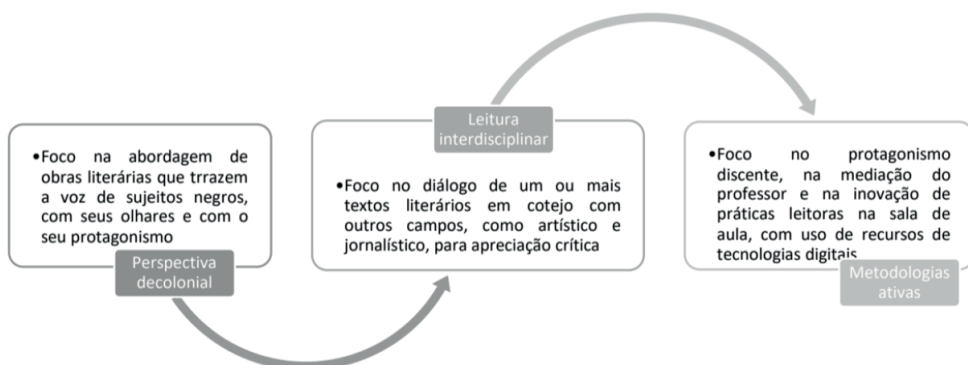 •Foco na abordagem de
obras literárias que trrazem
a voz de sujeitos negros,
com seus olhares e com o
seu protagonismo
Perspectiva
decolonial
Leitura
interdisciplinar
•Foco no diálogo de um ou mais
textos literários em cotejo com
outros campos, como artístico e
jornalístico, para apreciação crítica
•Foco no protagonismo
discente, na mediação do
professor e na inovação de
práticas leitoras na sala de
aula, com uso de recursos de
tecnologias digitais
Metodologias
ativas